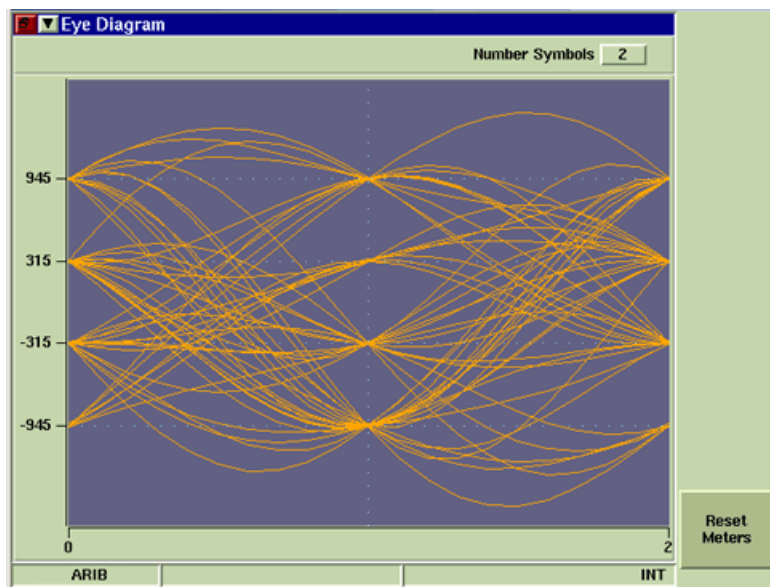 Eye Diagram
Number Symbols 2
945
315
-315
-945
0 2
Reset
Meters
ARIB INT